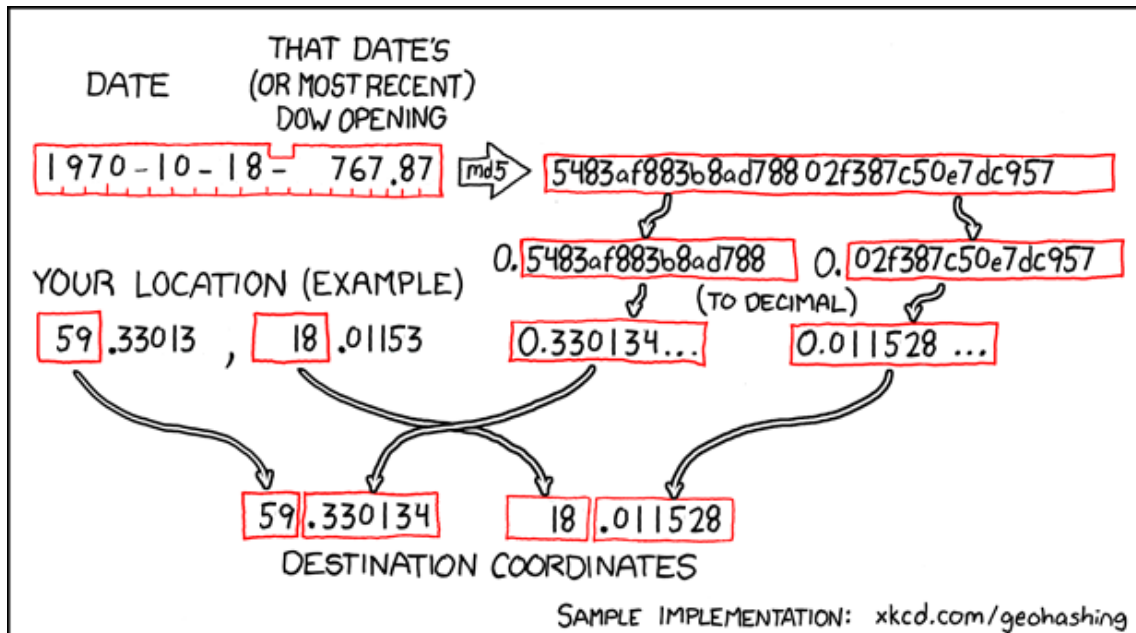 DATE
THAT DATE'S
(OR MOST RECENT)
DOW OPENING
1970-10-18- 767.87
md5
5483af883b8ad788 02f387c50e7dc957
0. 5483af883b8ad788
0. 02f387c50e7dc957
(TO DECIMAL)
YOUR LOCATION (EXAMPLE)
59 .33013 , 18 .01153
0.330134...
0.011528 ...
59 .330134
18 .011528
DESTINATION COORDINATES
SAMPLE IMPLEMENTATION: xkcd.com/geohashing